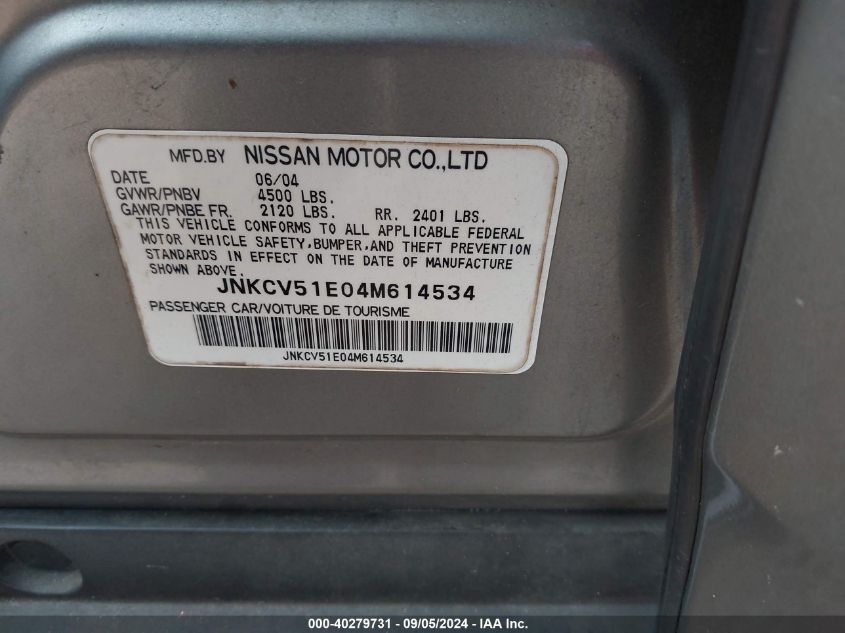 MFD.BY NISSAN MOTOR CO.,LTD
DATE 06/04
GVWR/PNBV 4500 LBS.
GAWR/PNBE FR. 2120 LBS. RR. 2401 LBS.
THIS VEHICLE CONFORMS TO ALL APPLICABLE FEDERAL
MOTOR VEHICLE SAFETY,BUMPER,AND THEFT PREVENTION
STANDARDS IN EFFECT ON THE DATE OF MANUFACTURE
SHOWN ABOVE.
JNKCV51E04M614534
PASSENGER CAR/VOITURE DE TOURISME
JNKCV51E04M614534
000-40279731 - 09/05/2024 - IAA Inc.